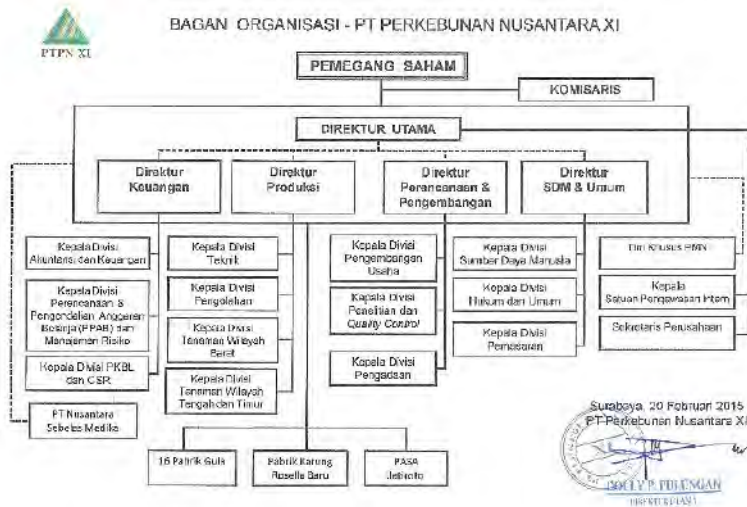 BAGAN ORGANISASI - PT PERKEBUNAN NUSANTARA XI
PTPN XI
PEMEGANG SAHAM
KOMISARIS
DIREKTUR UTAMA
Direktur
Keuangan
Direktur
Produksi
Direktur
Perencanaan &
Pengembangan
Direktur
SDM & Umum
Kepala Divisi
Akuntansi dan Keuangan
Kepala Divisi
Perencanaan &
Pengendalian Anggaran
Belanja (PPAB) dan
Manajemen Risiko
Kepala Divisi PKBL
dan CSR
PT Nusantara
Sebelas Medika
Kepala Divisi
Teknik
Kepala Divisi
Pengolahan
Kepala Divisi
Tanaman Wilayah
Barat
Kepala Divisi
Tanaman Wilayah
Tengah dan Timur
Kepala Divisi
Pengembangan
Usaha
Kepala Divisi
Penelitian dan
Quality Control
Kepala Divisi
Pengadaan
Kepala Divisi
Sumber Daya Manusia
Kepala Divisi
Hukum dan Umum
Kepala Divisi
Pemasaran
Tim Khusus PMN
Kepala
Satuan Pengawasan Intern
Sekretaris Perusahaan
16 Pabrik Gula
Pabrik Karung
Rosella Baru
PASA
Jatiroto
Surabaya, 20 Februari 2015
PT Perkebunan Nusantara XI
DOLLY P. PULUNGAN
DIREKTUR UTAMA